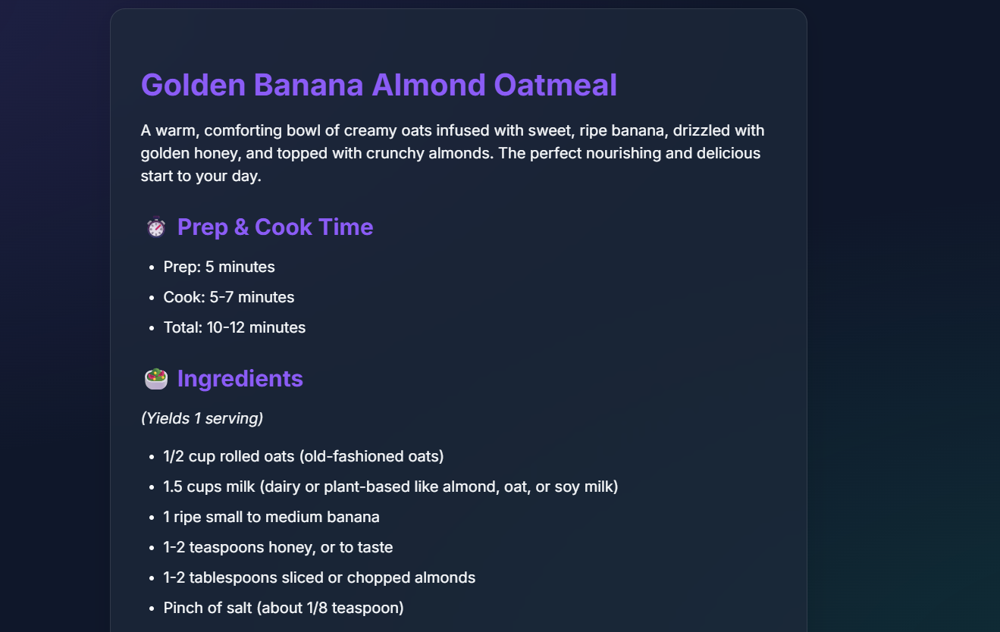 Golden Banana Almond Oatmeal
A warm, comforting bowl of creamy oats infused with sweet, ripe banana, drizzled with
golden honey, and topped with crunchy almonds. The perfect nourishing and delicious
start to your day.
Prep & Cook Time
• Prep: 5 minutes
• Cook: 5-7 minutes
• Total: 10-12 minutes
Ingredients
(Yields 1 serving)
• 1/2 cup rolled oats (old-fashioned oats)
• 1.5 cups milk (dairy or plant-based like almond, oat, or soy milk)
• 1 ripe small to medium banana
• 1-2 teaspoons honey, or to taste
• 1-2 tablespoons sliced or chopped almonds
• Pinch of salt (about 1/8 teaspoon)